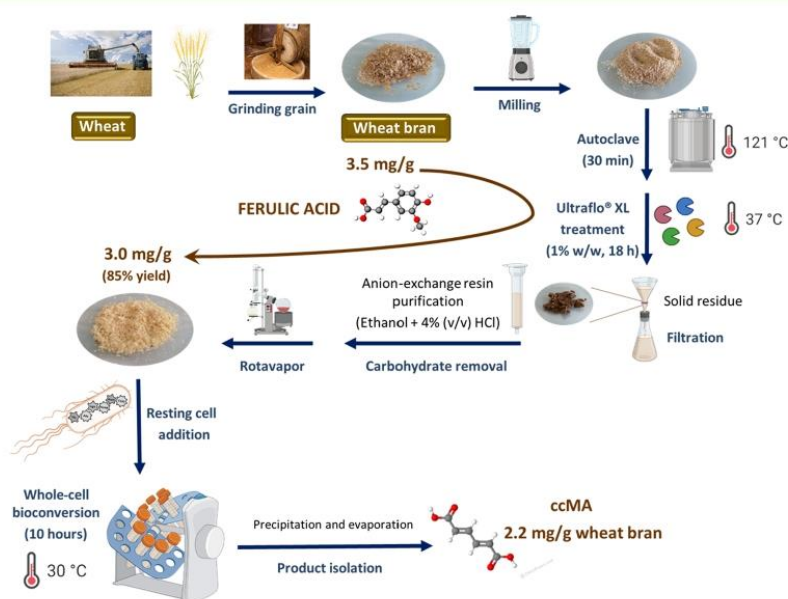 Wheat
Grinding grain
Wheat bran
Milling
Autoclave
(30 min)
121 °C
3.5 mg/g
FERULIC ACID
Ultraflo® XL
treatment
(1% w/w, 18 h)
37 °C
3.0 mg/g
(85% yield)
Anion-exchange resin
purification
(Ethanol + 4% (v/v) HCl)
Solid residue
Filtration
Rotavapor
Carbohydrate removal
Resting cell
addition
Whole-cell
bioconversion
(10 hours)
30 °C
Precipitation and evaporation
Product isolation
ccMA
2.2 mg/g wheat bran